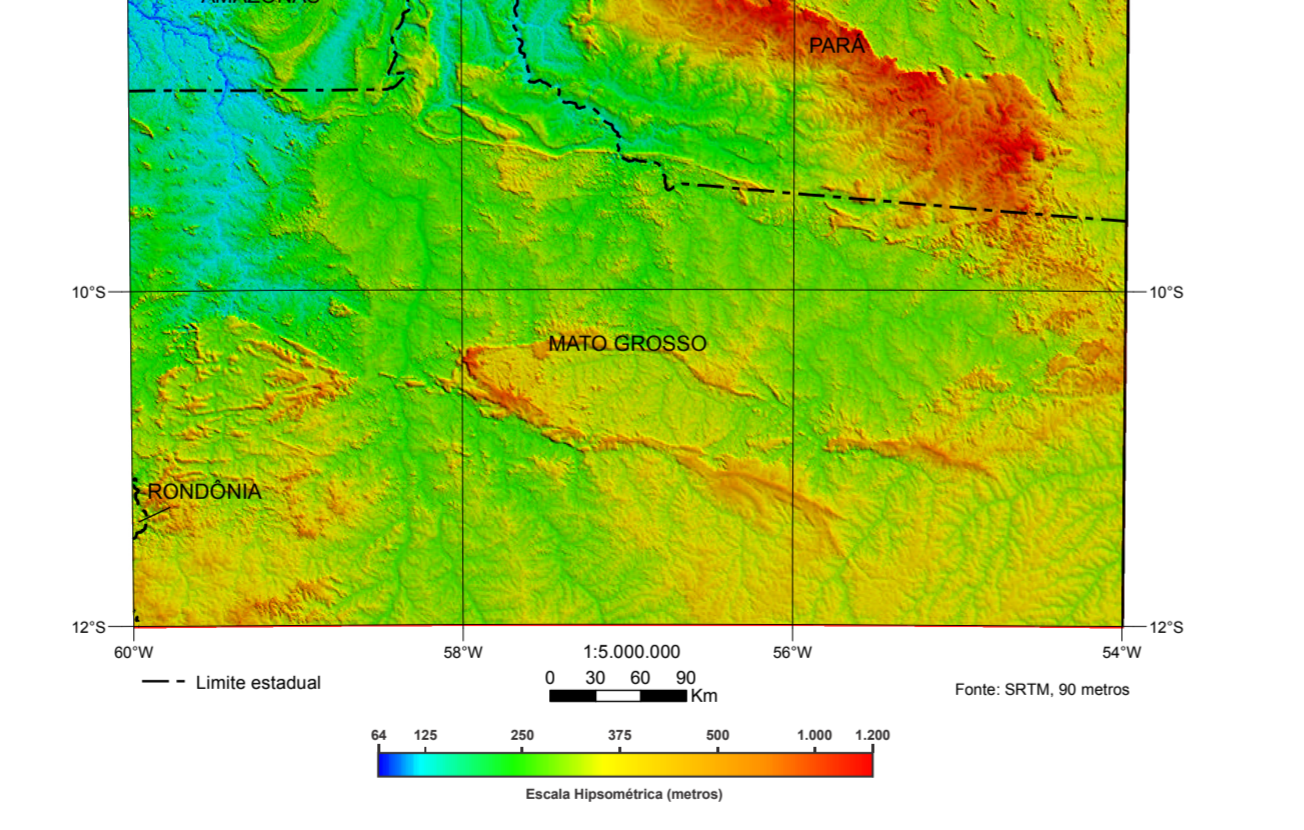 AMAZONAS
PARÁ
10°S 10°S
MATO GROSSO
RONDÔNIA
12°S 12°S
60°W 58°W 1:5.000.000 56°W 54°W
Limite estadual
0 30 60 90
Km
Fonte: SRTM, 90 metros
64 125 250 375 500 1.000 1.200
Escala Hipsométrica (metros)